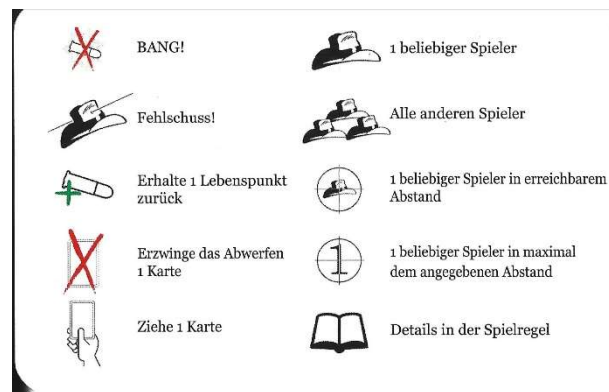 BANG!
Fehlschuss!
Erhalte 1 Lebenspunkt
zurück
Erzwinge das Abwerfen
1 Karte
Ziehe 1 Karte
1 beliebiger Spieler
Alle anderen Spieler
1 beliebiger Spieler in erreichbarem
Abstand
1
1 beliebiger Spieler in maximal
dem angegebenen Abstand
Details in der Spielregel